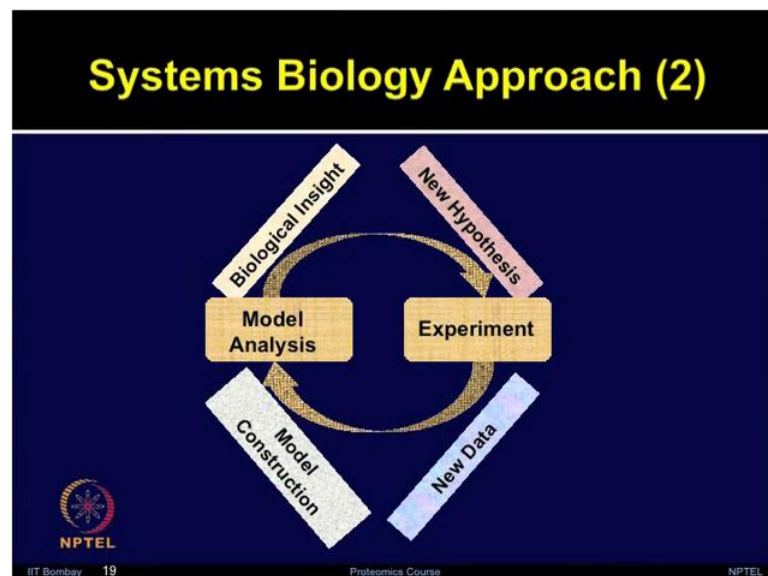 Systems Biology Approach (2)
Biological Insight
New Hypothesis
Model
Analysis
Experiment
Model
Construction
New Data
NPTEL
IIT Bombay 19 Proteomics Course NPTEL